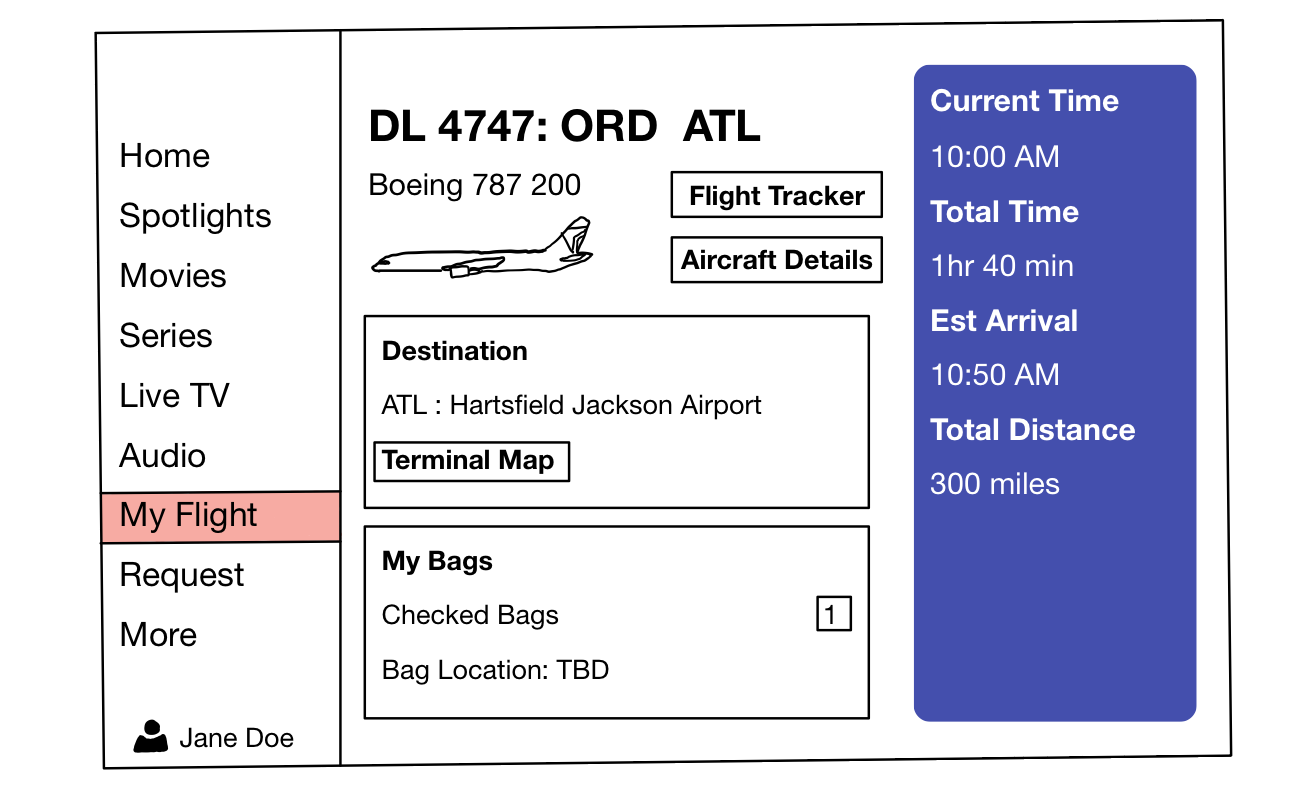 Home
Spotlights
Movies
Series
Live TV
Audio
My Flight
Request
More
Jane Doe
DL 4747: ORD ATL
Boeing 787 200
Flight Tracker
Aircraft Details
Destination
ATL : Hartsfield Jackson Airport
Terminal Map
My Bags
Checked Bags 1
Bag Location: TBD
Current Time
10:00 AM
Total Time
1hr 40 min
Est Arrival
10:50 AM
Total Distance
300 miles